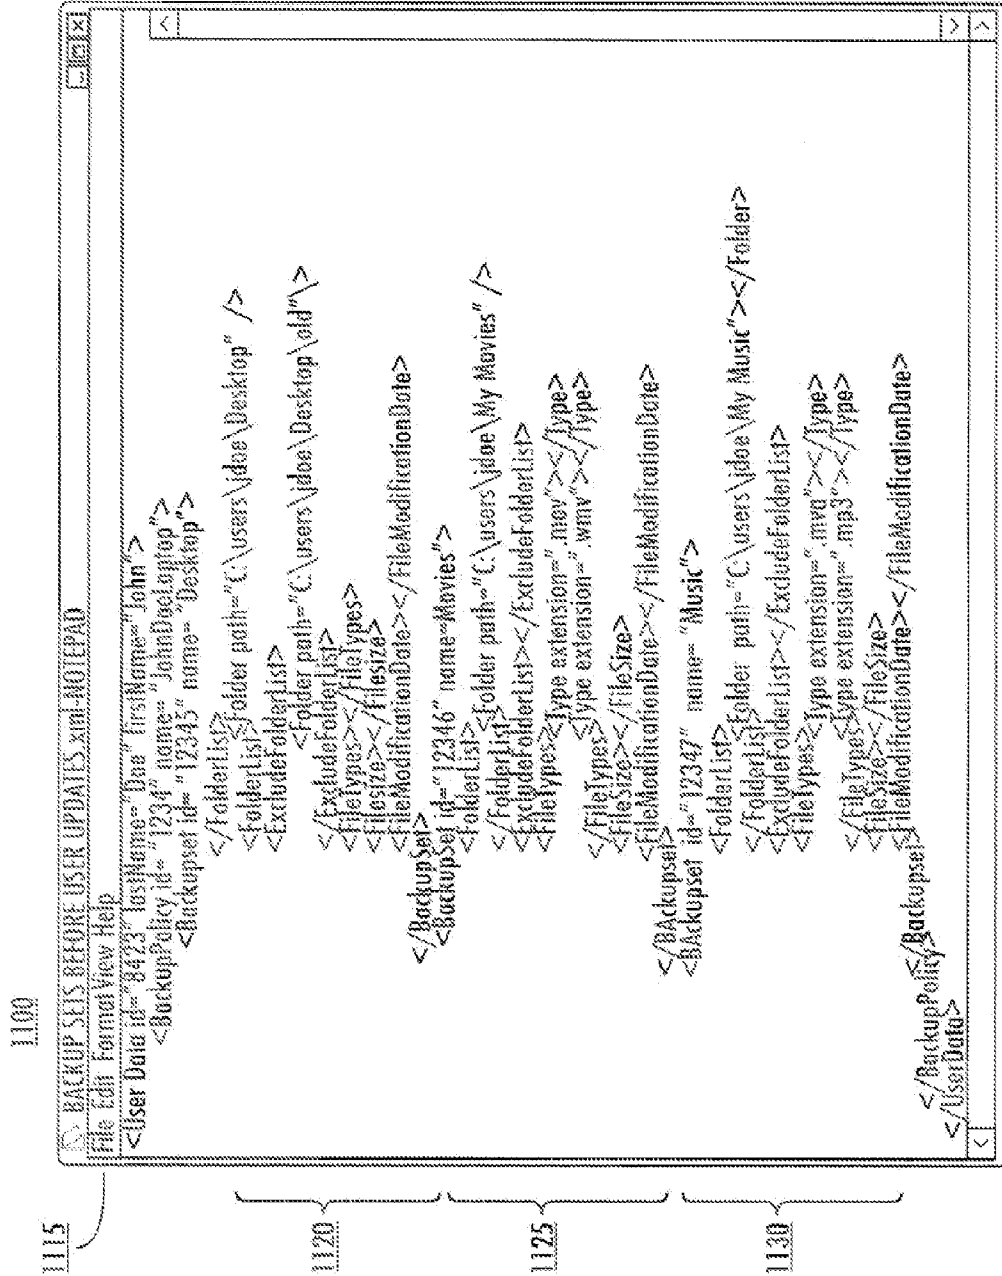 1100
1115
BACKUP SETS BEFORE USER UPDATES.xml-NOTEPAD
File Edit Format View Help
<User Data id="8423" lastName="Doe" firstName="John">
<BackupPolicy id="1234" name="JohnDoeLaptop">
<Backupset id="12345" name="Desktop">
</FolderList>
<Folder path="C:\users\jdoe\Desktop" />
<FolderList>
<ExcludeFolderList>
<Folder path="C:\users\jdoe\Desktop\old"\>
</ExcludeFolderList>
<FileTypes></FileTypes>
<Filesize></filesize>
<FileModificationDate></FileModificationDate>
</BackupSet>
1120
<BackupSet id="12346" name=Movies">
<FolderList>
<Folder path="C:\users\jdoe\My Movies" />
</FolderList>
<ExcludeFolderList></ExcludeFolderList>
<FileTypes>
<Type extension=".mov"></Type>
<Type extension=".wmv"></Type>
</FileTypes>
<FileSize></FileSize>
<FileModificationDate></FileModificationDate>
</BAckupset>
1125
<BAckupset id="12347" name="Music">
<FolderList>
<Folder path="C:\users\jdoe\My Music"></Folder>
</FolderList>
<ExcludeFolderList></ExcludeFolderList>
<FileTypes>
<Type extension=".mva"></Type>
<Type extension=".mp3"></Type>
</FileTypes>
<FileSize></FileSize>
<FileModificationDate></FileModificationDate>
</Backupset>
1130
</BackupPolicy>
</UserData>